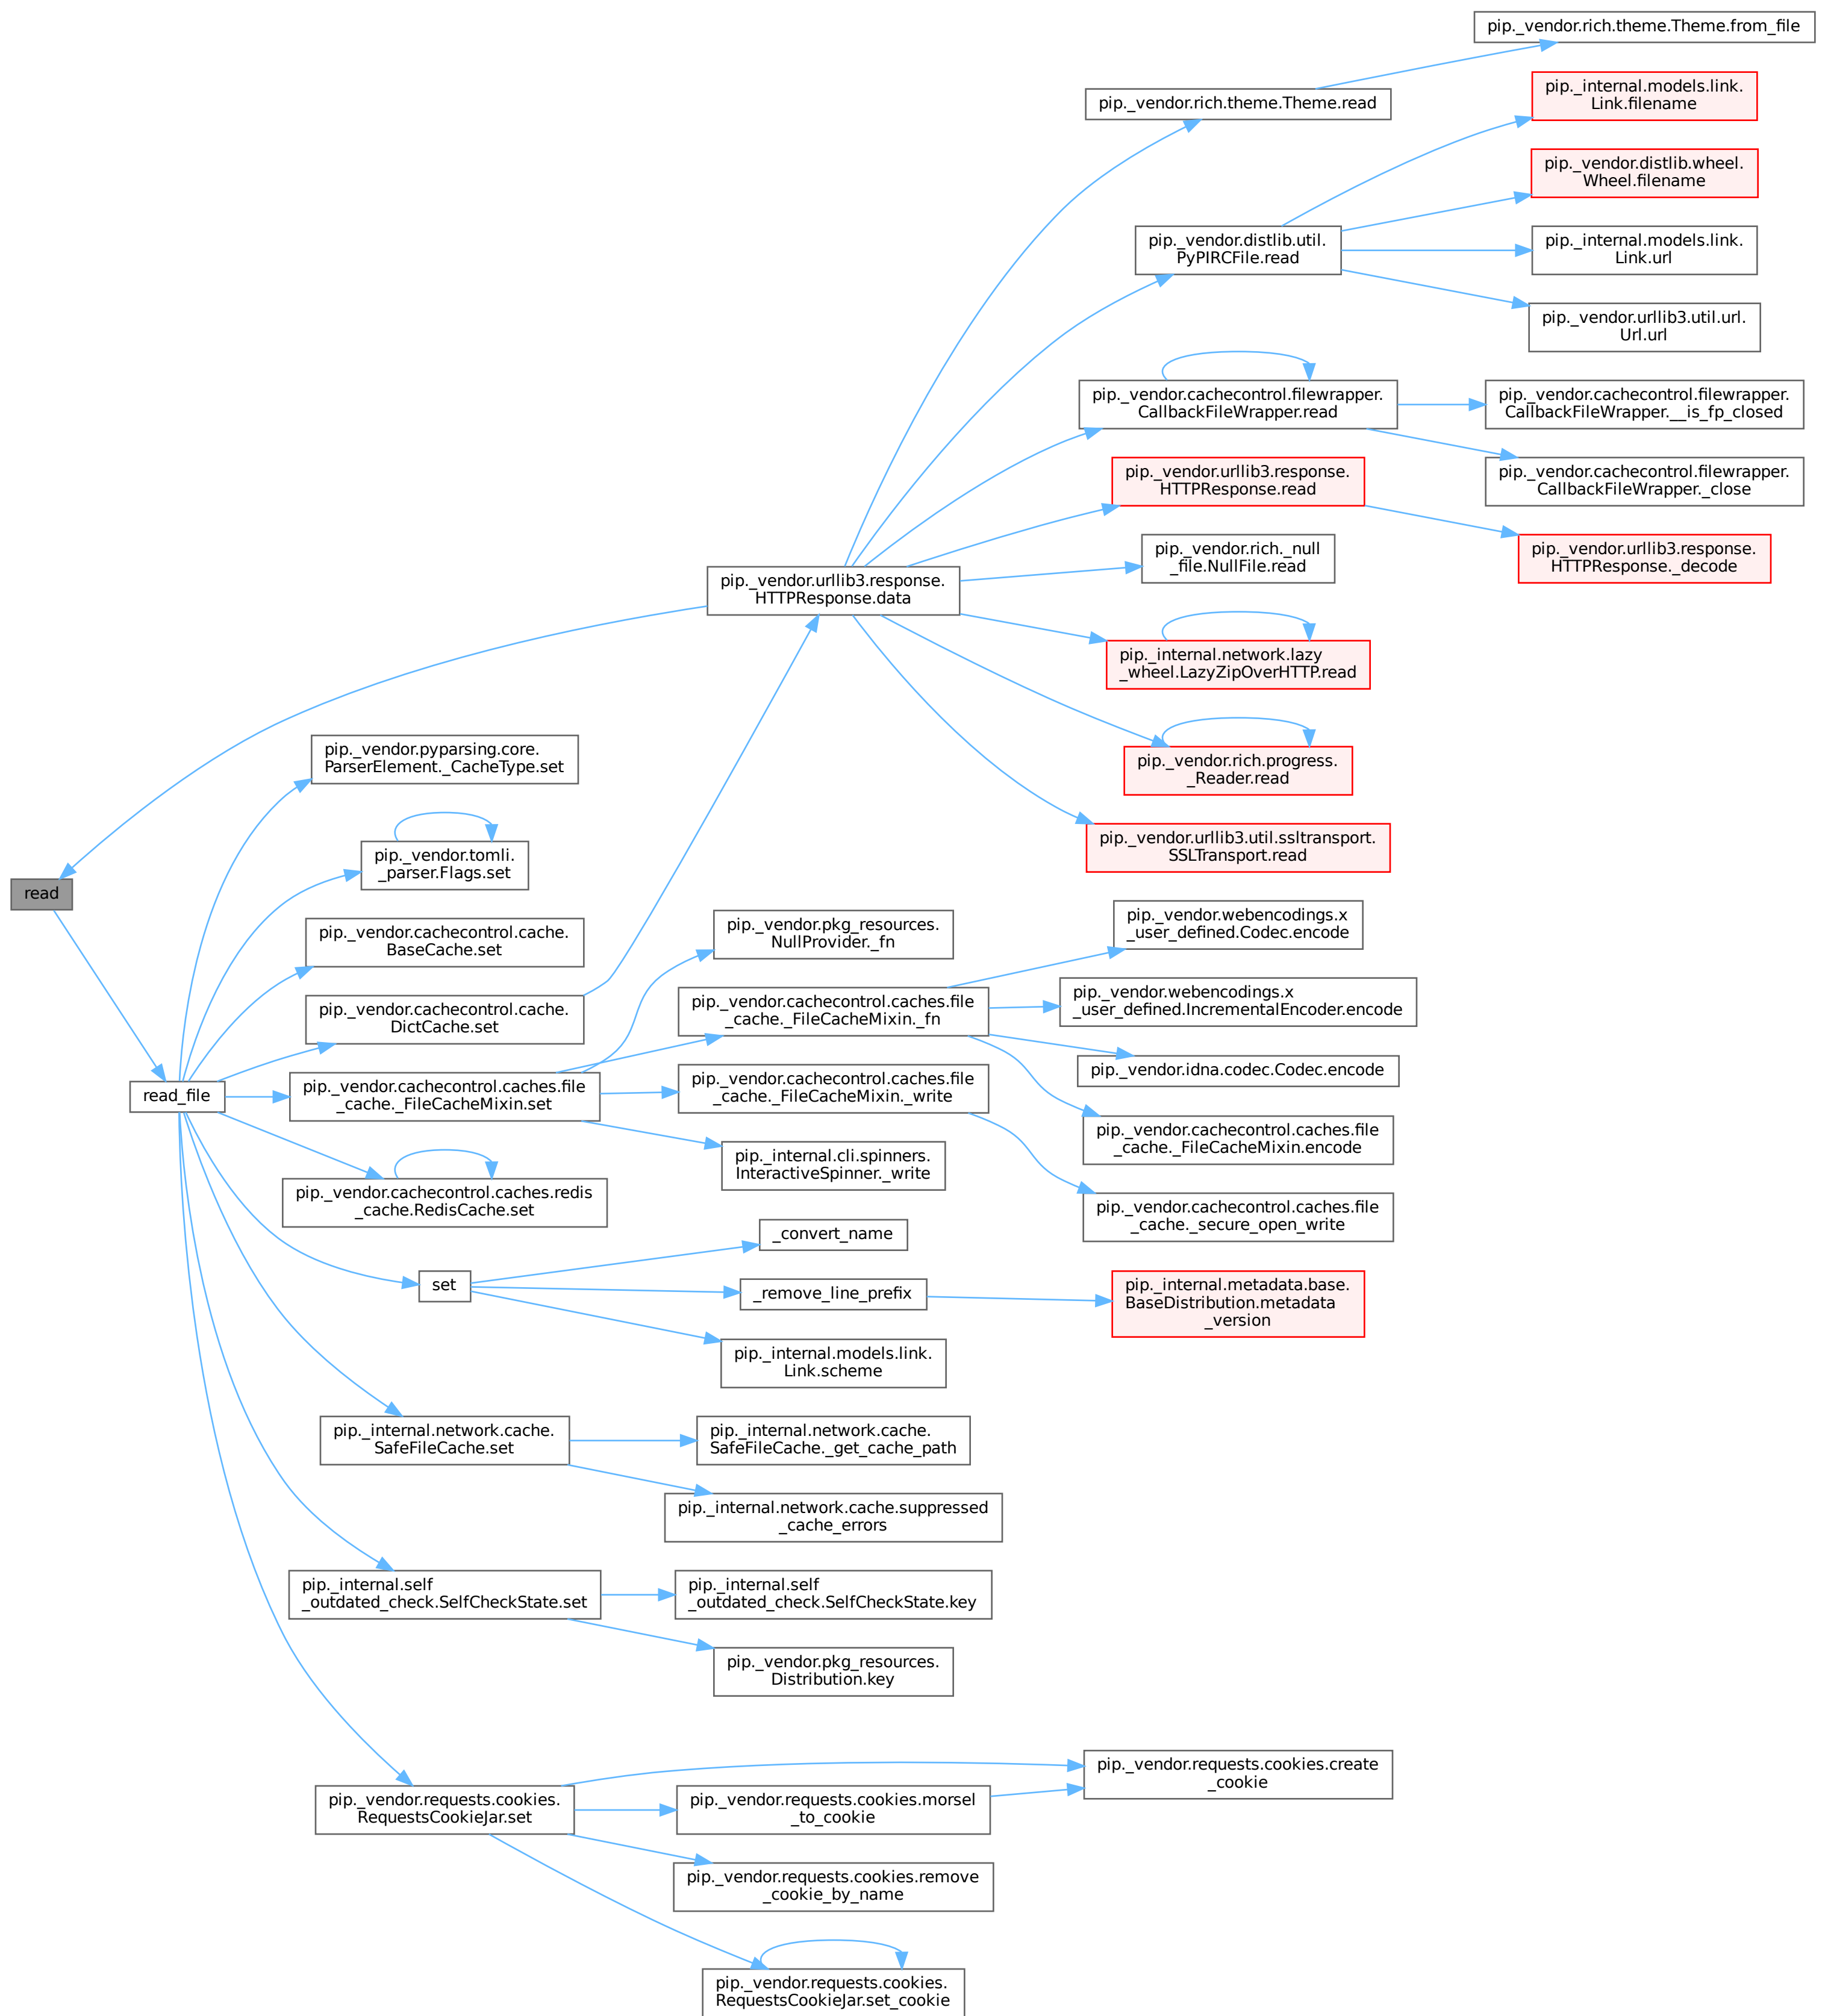 pip._vendor.rich.theme.Theme.from_file
pip._internal.models.link.
Link.filename
pip._vendor.rich.theme.Theme.read
pip._vendor.distlib.wheel.
Wheel.filename
pip._vendor.distlib.util.
PyPIRCFile.read
pip._internal.models.link.
Link.url
pip._vendor.urllib3.util.url.
Url.url
pip._vendor.cachecontrol.filewrapper.
CallbackFileWrapper.read
pip._vendor.cachecontrol.filewrapper.
CallbackFileWrapper.__is_fp_closed
pip._vendor.urllib3.response.
HTTPResponse.read
pip._vendor.cachecontrol.filewrapper.
CallbackFileWrapper._close
pip._vendor.rich._null
_file.NullFile.read
pip._vendor.urllib3.response.
HTTPResponse._decode
pip._vendor.urllib3.response.
HTTPResponse.data
pip._internal.network.lazy
_wheel.LazyZipOverHTTP.read
pip._vendor.pyparsing.core.
ParserElement._CacheType.set
pip._vendor.rich.progress.
_Reader.read
pip._vendor.tomli.
_parser.Flags.set
pip._vendor.urllib3.util.ssltransport.
SSLTransport.read
read
pip._vendor.cachecontrol.cache.
BaseCache.set
pip._vendor.pkg_resources.
NullProvider._fn
pip._vendor.webencodings.x
_user_defined.Codec.encode
pip._vendor.cachecontrol.cache.
DictCache.set
pip._vendor.cachecontrol.caches.file
_cache._FileCacheMixin._fn
pip._vendor.webencodings.x
_user_defined.IncrementalEncoder.encode
read_file
pip._vendor.cachecontrol.caches.file
_cache._FileCacheMixin.set
pip._vendor.cachecontrol.caches.file
_cache._FileCacheMixin._write
pip._vendor.idna.codec.Codec.encode
pip._internal.cli.spinners.
InteractiveSpinner._write
pip._vendor.cachecontrol.caches.file
_cache._FileCacheMixin.encode
pip._vendor.cachecontrol.caches.redis
_cache.RedisCache.set
pip._vendor.cachecontrol.caches.file
_cache._secure_open_write
_convert_name
set
_remove_line_prefix
pip._internal.metadata.base.
BaseDistribution.metadata
_version
pip._internal.models.link.
Link.scheme
pip._internal.network.cache.
SafeFileCache.set
pip._internal.network.cache.
SafeFileCache._get_cache_path
pip._internal.network.cache.suppressed
_cache_errors
pip._internal.self
_outdated_check.SelfCheckState.set
pip._internal.self
_outdated_check.SelfCheckState.key
pip._vendor.pkg_resources.
Distribution.key
pip._vendor.requests.cookies.
RequestsCookieJar.set
pip._vendor.requests.cookies.morsel
_to_cookie
pip._vendor.requests.cookies.create
_cookie
pip._vendor.requests.cookies.remove
_cookie_by_name
pip._vendor.requests.cookies.
RequestsCookieJar.set_cookie